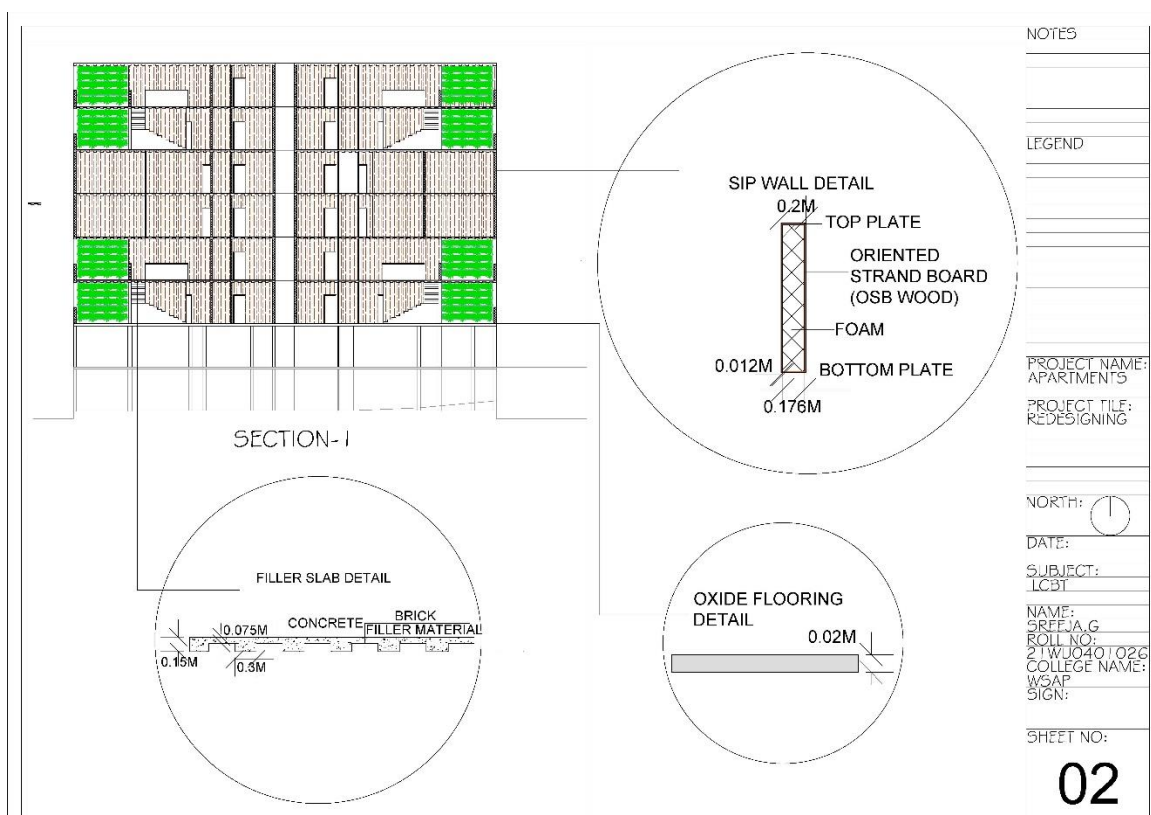 SECTION-1
SIP WALL DETAIL
0.2M
TOP PLATE
ORIENTED
STRAND BOARD
(OSB WOOD)
FOAM
0.012M
BOTTOM PLATE
0.176M
FILLER SLAB DETAIL
CONCRETE
BRICK
FILLER MATERIAL
0.075M
0.15M
0.3M
OXIDE FLOORING
DETAIL
0.02M
NOTES
LEGEND
PROJECT NAME:
APARTMENTS
PROJECT TILE:
REDESIGNING
NORTH:
DATE:
SUBJECT:
LCBT
NAME:
SREEJA.G
ROLL NO:
21WU0401026
COLLEGE NAME:
WSAP
SIGN:
SHEET NO:
02